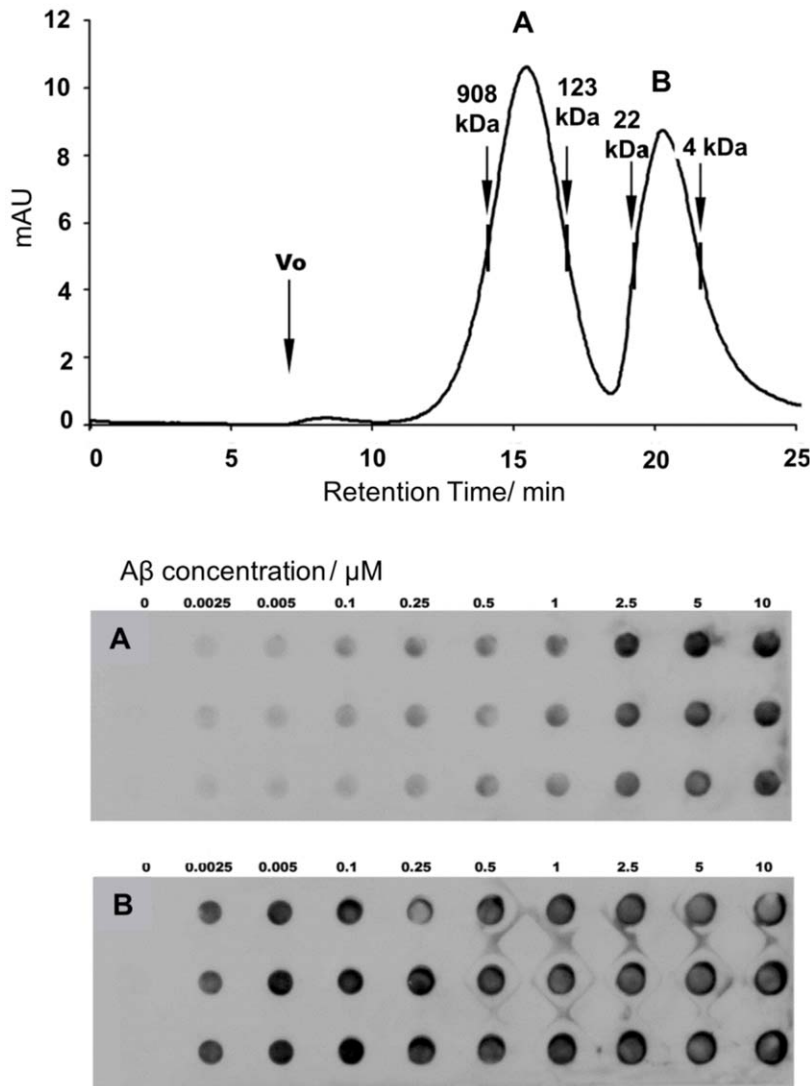 12
10
8
6
4
2
0
mAU
A
B
908
kDa
123
kDa
22
kDa
4 kDa
Vo
0 5 10 15 20 25
Retention Time/ min
Aβ concentration/ µM
0 0.0025 0.005 0.1 0.25 0.5 1 2.5 5 10
A
0 0.0025 0.005 0.1 0.25 0.5 1 2.5 5 10
B